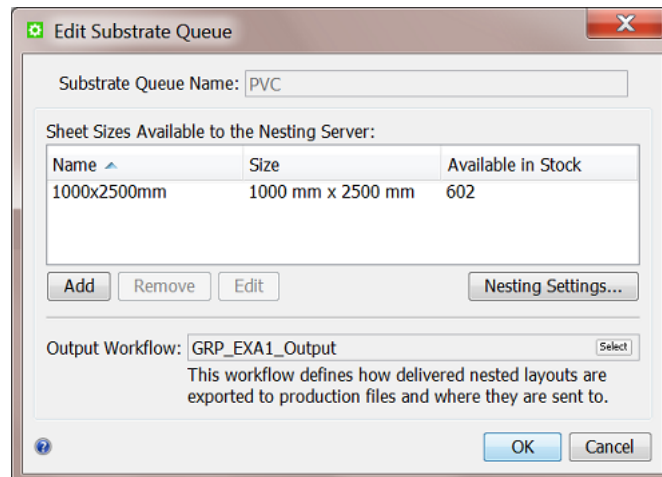 Edit Substrate Queue
Substrate Queue Name: PVC
Sheet Sizes Available to the Nesting Server:
Name Size Available in Stock
1000x2500mm 1000 mm x 2500 mm 602
Add Remove Edit Nesting Settings...
Output Workflow: GRP_EXA1_Output Select
This workflow defines how delivered nested layouts are
exported to production files and where they are sent to.
OK Cancel